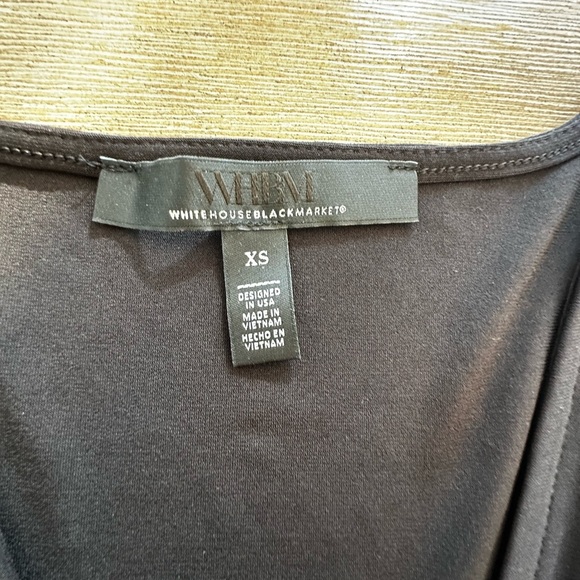 WHBM
WHITEHOUSEBLACKMARKET®
XS
DESIGNED
IN USA
MADE IN
VIETNAM
HECHO EN
VIETNAM